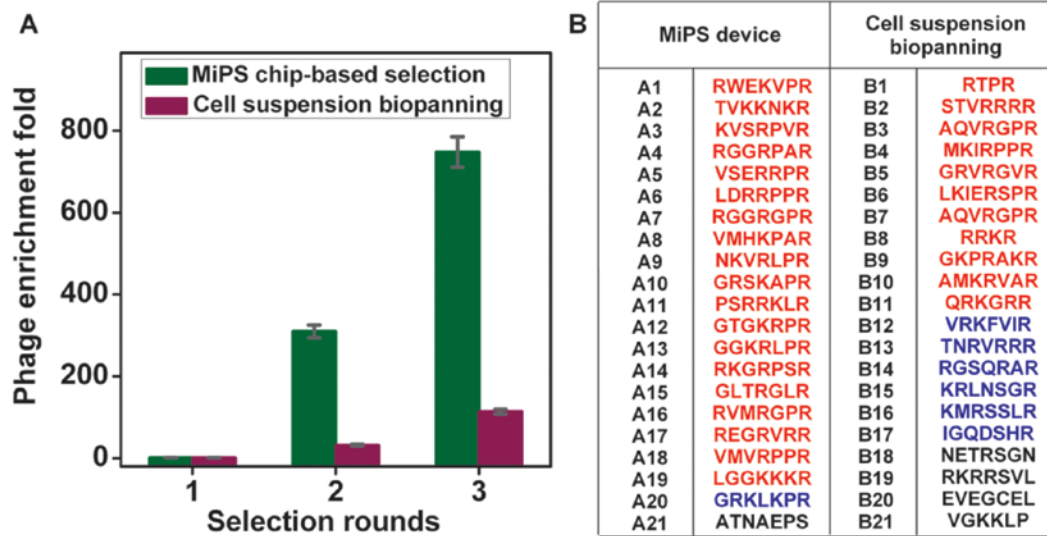 A
Phage enrichment fold
800
600
400
200
0
MiPS chip-based selection
Cell suspension biopanning
1 2 3
Selection rounds
B
MiPS device Cell suspension biopanning
A1 RWEKVPR B1 RTPR
A2 TVKKNKR B2 STVRRRR
A3 KVSRPVR B3 AQVRGPR
A4 RGGRPAR B4 MKIRPPR
A5 VSERRPR B5 GRVRGVR
A6 LDRRPPR B6 LKIERSPR
A7 RGGRGPR B7 AQVRGPR
A8 VMHKPAR B8 RRKR
A9 NKVRLPR B9 GKPRAKR
A10 GRSKAPR B10 AMKRVAR
A11 PSRRKLR B11 QRKGRR
A12 GTGKRPR B12 VRKFVIR
A13 GGKRLPR B13 TNRVRRR
A14 RKGRPSR B14 RGSQRAR
A15 GLTRGLR B15 KRLNSGR
A16 RVMRGPR B16 KMRSSLR
A17 REGRVRR B17 IGQDSHR
A18 VMVRPPR B18 NETRSGN
A19 LGGKKKR B19 RKRRSVL
A20 GRKLKPR B20 EVEGCEL
A21 ATNAEPS B21 VGKKLP